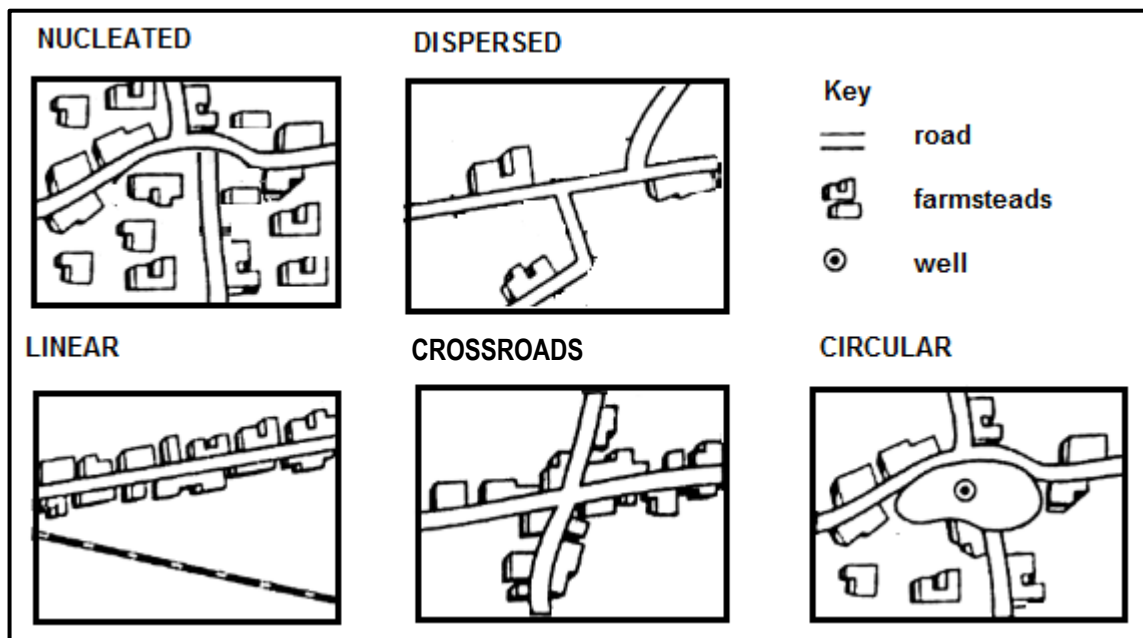 NUCLEATED
DISPERSED
Key
road
farmsteads
well
LINEAR
CROSSROADS
CIRCULAR